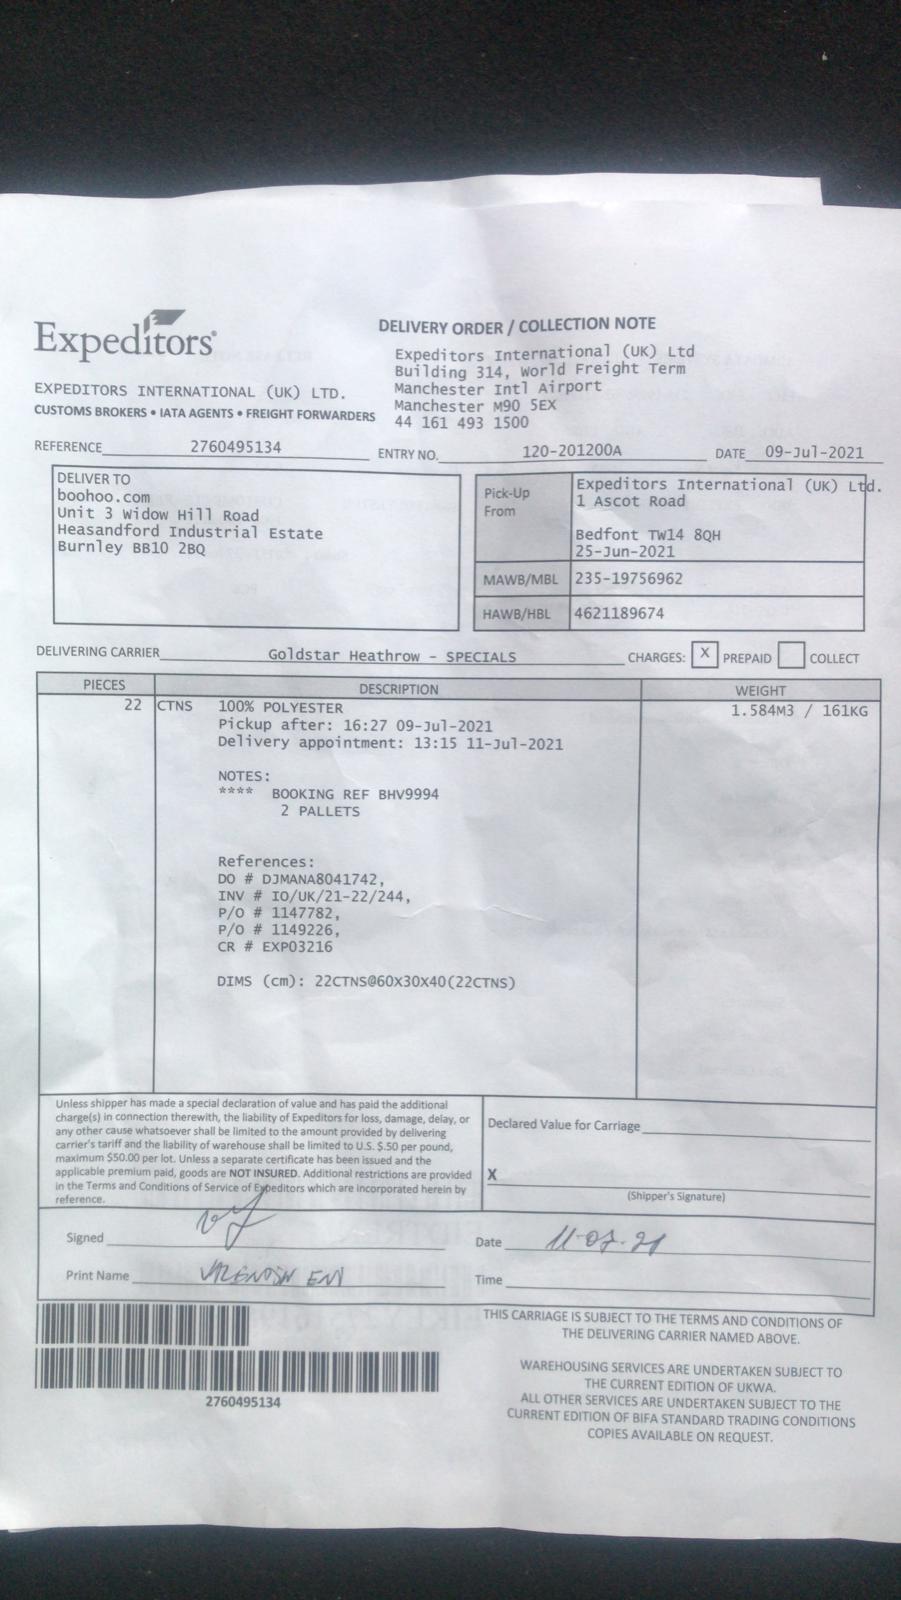 Expeditors®
EXPEDITORS INTERNATIONAL (UK) LTD.
CUSTOMS BROKERS • IATA AGENTS • FREIGHT FORWARDERS
DELIVERY ORDER / COLLECTION NOTE
Expeditors International (UK) Ltd
Building 314, World Freight Term
Manchester Intl Airport
Manchester M90 5EX
44 161 493 1500
REFERENCE 2760495134 ENTRY NO. 120-201200A DATE 09-Jul-2021
DELIVER TO
boohoo.com
Unit 3 Widow Hill Road
Heasandford Industrial Estate
Burnley BB10 2BQ
Pick-Up From
Expeditors International (UK) Ltd.
1 Ascot Road
Bedfont TW14 8QH
25-Jun-2021
MAWB/MBL 235-19756962
HAWB/HBL 4621189674
DELIVERING CARRIER Goldstar Heathrow - SPECIALS CHARGES: X PREPAID COLLECT
PIECES DESCRIPTION WEIGHT
22 CTNS 100% POLYESTER 1.584M3 / 161KG
Pickup after: 16:27 09-Jul-2021
Delivery appointment: 13:15 11-Jul-2021
NOTES:
**** BOOKING REF BHV9994
2 PALLETS
References:
DO # DJMANA8041742,
INV # IO/UK/21-22/244,
P/O # 1147782,
P/O # 1149226,
CR # EXP03216
DIMS (cm): 22CTNS@60X30X40(22CTNS)
Unless shipper has made a special declaration of value and has paid the additional
charge(s) in connection therewith, the liability of Expeditors for loss, damage, delay, or
any other cause whatsoever shall be limited to the amount provided by delivering
carrier's tariff and the liability of warehouse shall be limited to U.S. $.50 per pound,
maximum $50.00 per lot. Unless a separate certificate has been issued and the
applicable premium paid, goods are NOT INSURED. Additional restrictions are provided
in the Terms and Conditions of Service of Expeditors which are incorporated herein by
reference.
Declared Value for Carriage
X
(Shipper's Signature)
Signed
Date 11-07-21
Print Name
Time
2760495134
THIS CARRIAGE IS SUBJECT TO THE TERMS AND CONDITIONS OF
THE DELIVERING CARRIER NAMED ABOVE.
WAREHOUSING SERVICES ARE UNDERTAKEN SUBJECT TO
THE CURRENT EDITION OF UKWA.
ALL OTHER SERVICES ARE UNDERTAKEN SUBJECT TO THE
CURRENT EDITION OF BIFA STANDARD TRADING CONDITIONS
COPIES AVAILABLE ON REQUEST.